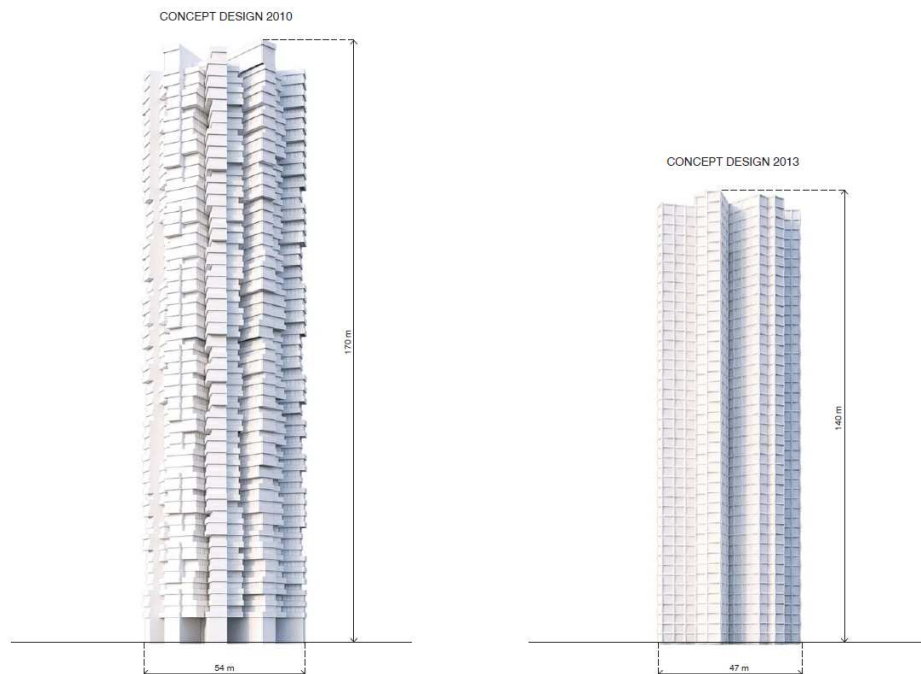 CONCEPT DESIGN 2010
170 m
54 m
CONCEPT DESIGN 2013
140 m
47 m